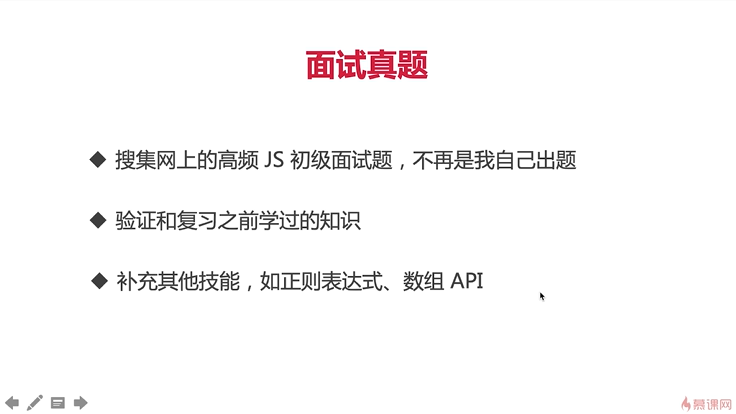 面试真题
◆ 搜集网上的高频 JS 初级面试题，不再是我自己出题
◆ 验证和复习之前学过的知识
◆ 补充其他技能，如正则表达式、数组 API
慕课网